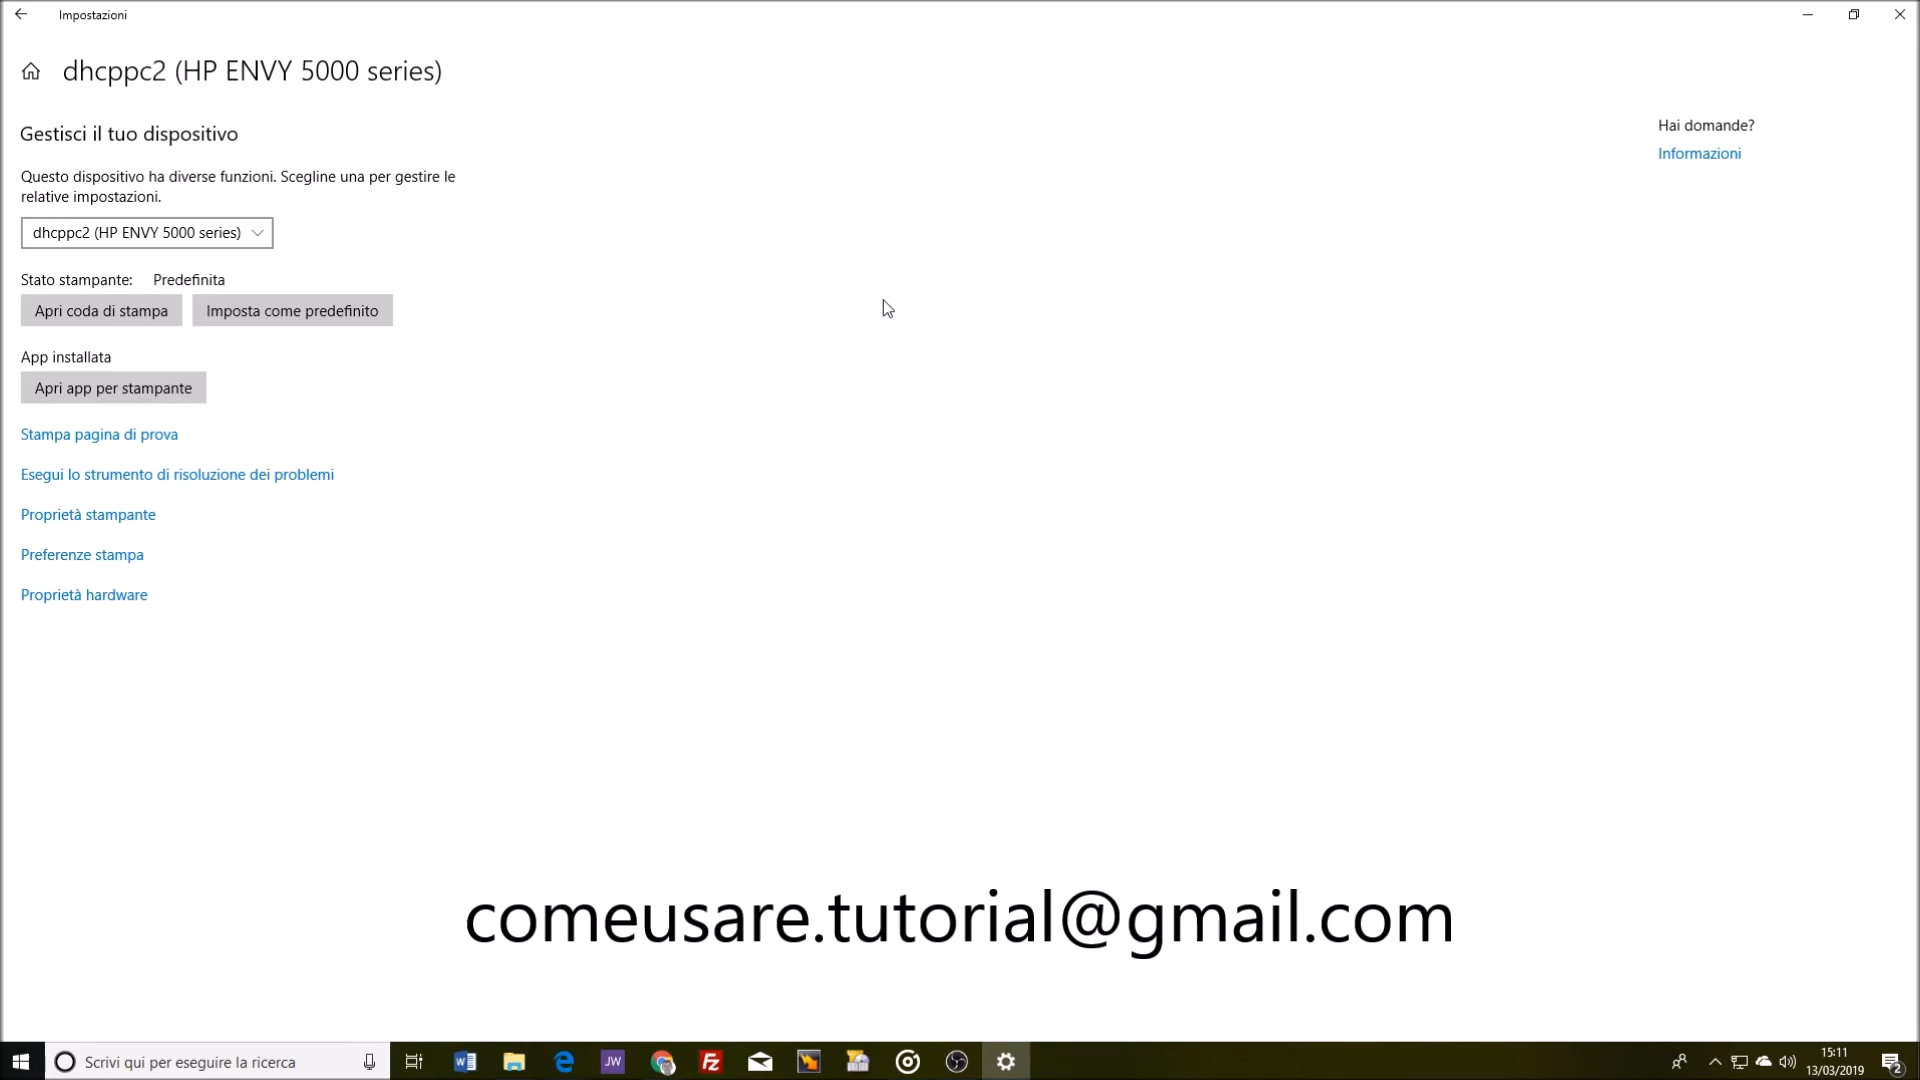 Impostazioni
dhcppc2 (HP ENVY 5000 series)
Gestisci il tuo dispositivo
Questo dispositivo ha diverse funzioni. Scegline una per gestire le
relative impostazioni.
dhcppc2 (HP ENVY 5000 series)
Stato stampante: Predefinita
Apri coda di stampa Imposta come predefinito
App installata
Apri app per stampante
Stampa pagina di prova
Esegui lo strumento di risoluzione dei problemi
Proprietà stampante
Preferenze stampa
Proprietà hardware
Hai domande?
Informazioni
comeusare.tutorial@gmail.com
Scrivi qui per eseguire la ricerca
JW
Fz
15:11
13/03/2019
2